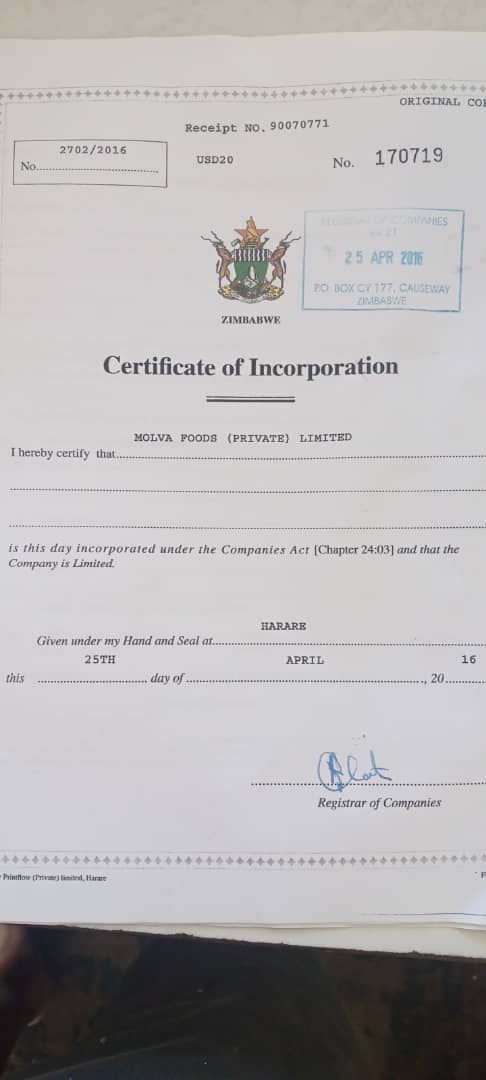 ORIGINAL CO
Receipt NO. 90070771
2702/2016
No.
USD20
No. 170719
REGISTRAR OF COMPANIES
25 APR 2016
P.O. BOX CY 177, CAUSEWAY
ZIMBABWE
ZIMBABWE
Certificate of Incorporation
MOLVA FOODS (PRIVATE) LIMITED
I hereby certify that
is this day incorporated under the Companies Act [Chapter 24:03] and that the
Company is Limited.
HARARE
Given under my Hand and Seal at
25TH APRIL 16
this day of , 20
Registrar of Companies
Printflow (Private) limited, Harare